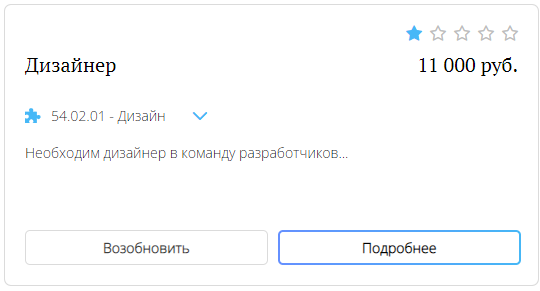 Дизайнер
11 000 руб.
54.02.01 - Дизайн
Необходим дизайнер в команду разработчиков...
Возобновить
Подробнее